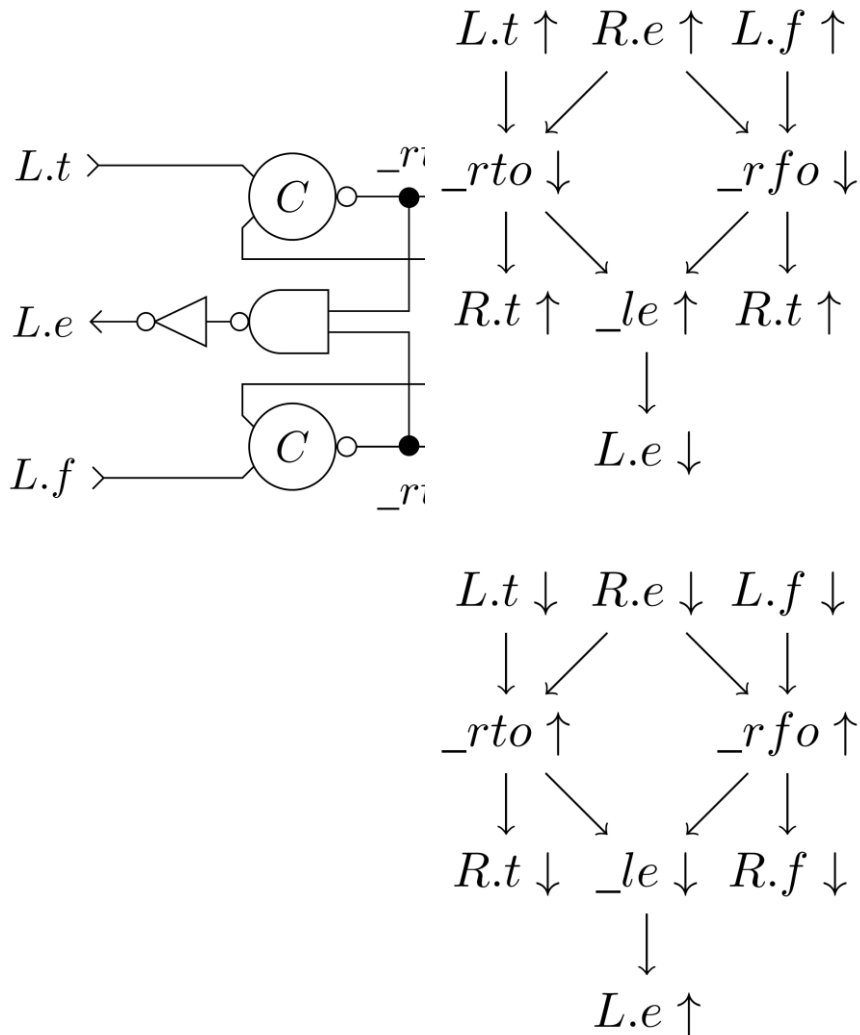 L.t ↑ R.e ↑ L.f ↑
L.t
C
_rto ↓ _rfo ↓
L.e
R.t ↑ _le ↑ R.t ↑
L.f
C
L.e ↓
L.t ↓ R.e ↓ L.f ↓
_rto ↑ _rfo ↑
R.t ↓ _le ↓ R.f ↓
L.e ↑